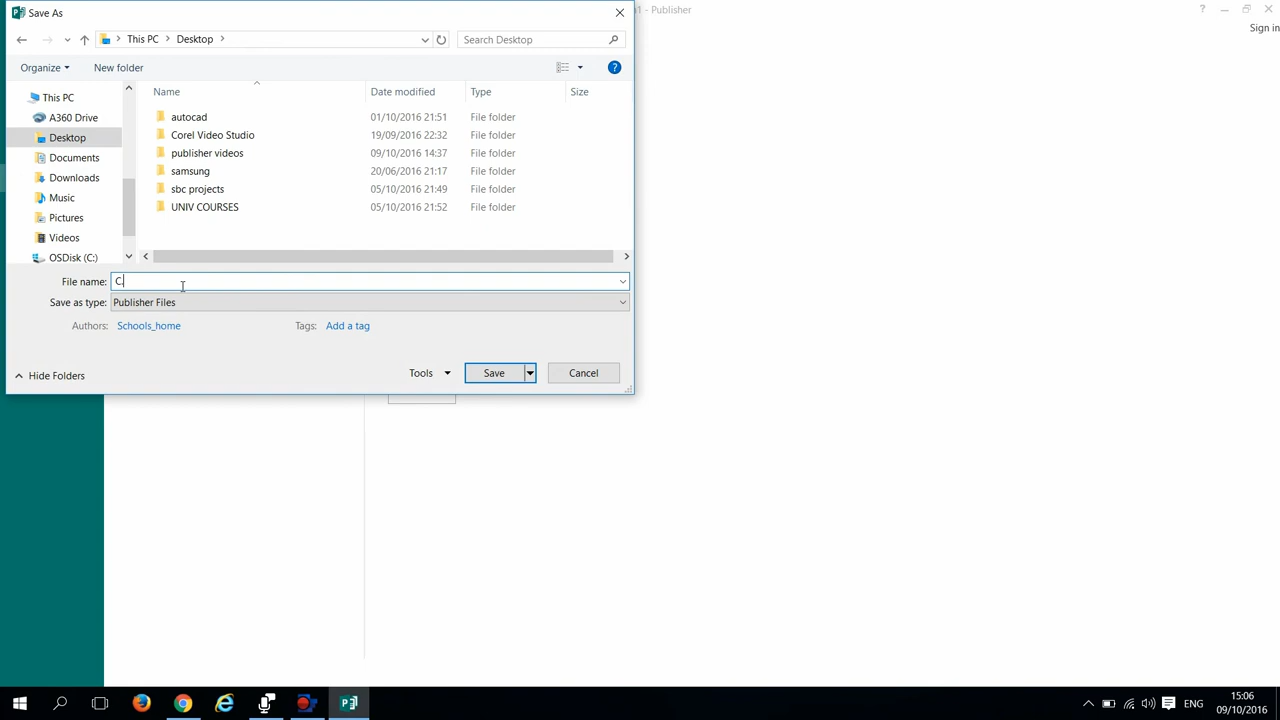 Save As
1 - Publisher
Sign in
This PC > Desktop >
Search Desktop
Organize
New folder
Name
Date modified
Type
Size
This PC
A360 Drive
Desktop
Documents
Downloads
Music
Pictures
Videos
OSDisk (C:)
autocad 01/10/2016 21:51 File folder
Corel Video Studio 19/09/2016 22:32 File folder
publisher videos 09/10/2016 14:37 File folder
samsung 20/06/2016 21:17 File folder
sbc projects 05/10/2016 21:49 File folder
UNIV COURSES 05/10/2016 21:52 File folder
File name: C
Save as type: Publisher Files
Authors: Schools_home
Tags: Add a tag
Hide Folders
Tools
Save
Cancel
ENG
15:06
09/10/2016